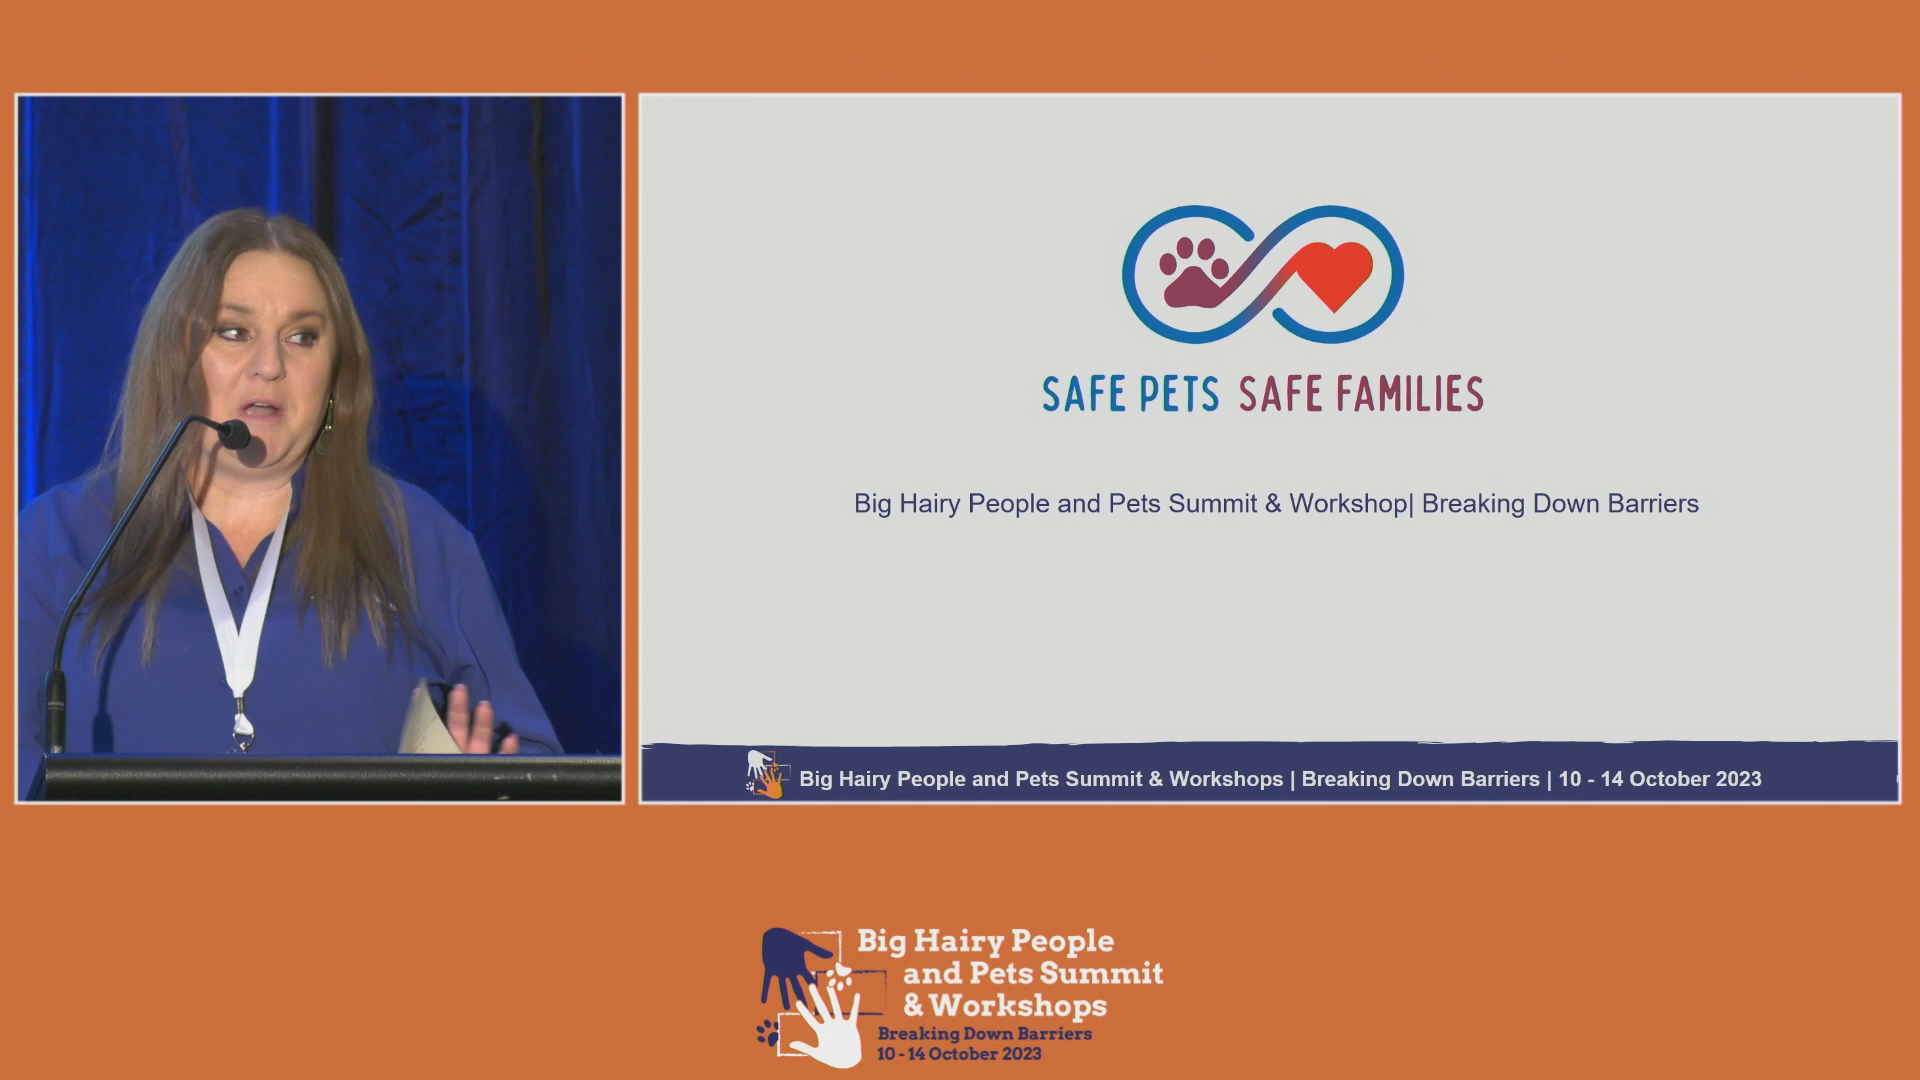 SAFE PETS SAFE FAMILIES
Big Hairy People and Pets Summit & Workshop| Breaking Down Barriers
Big Hairy People and Pets Summit & Workshops | Breaking Down Barriers | 10 - 14 October 2023
Big Hairy People
and Pets Summit
& Workshops
Breaking Down Barriers
10 - 14 October 2023